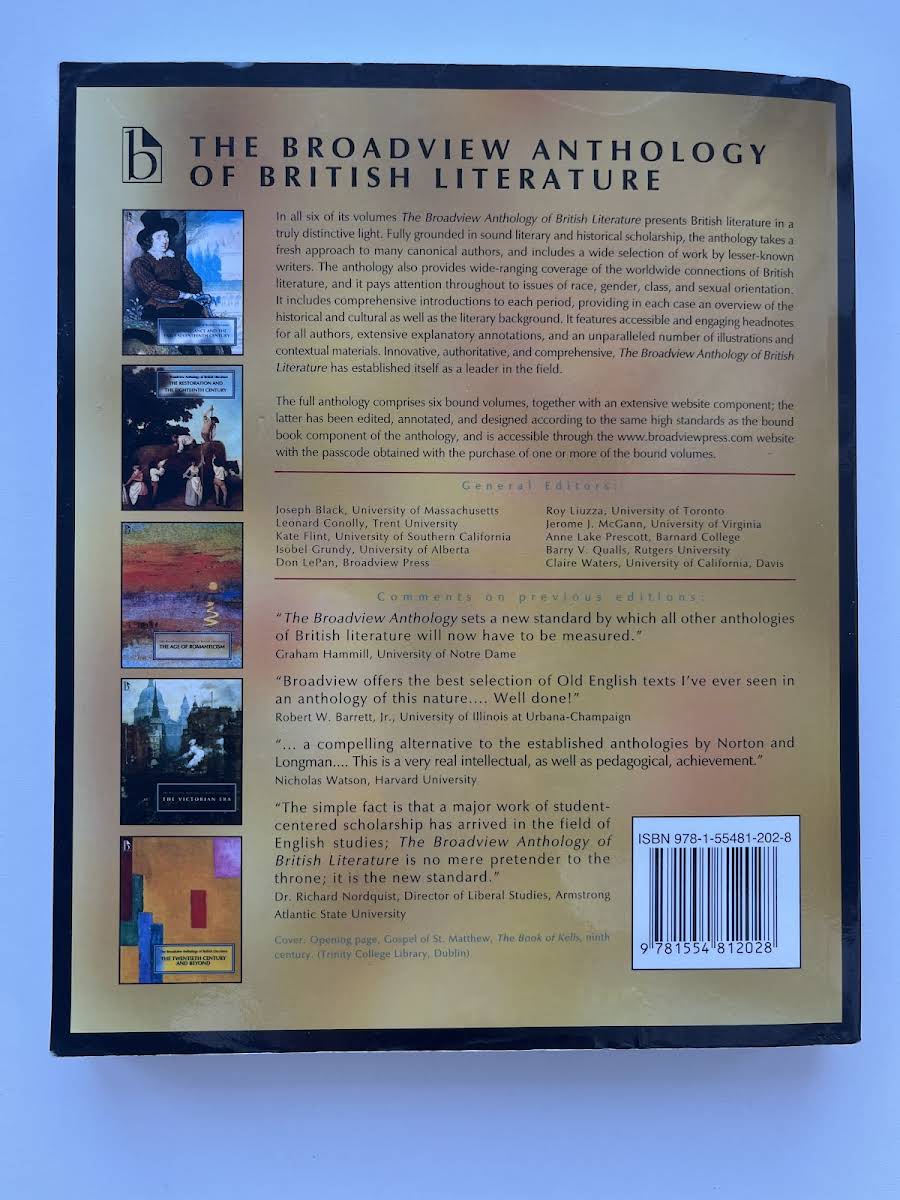 b
THE BROADVIEW ANTHOLOGY
OF BRITISH LITERATURE
In all six of its volumes The Broadview Anthology of British Literature presents British literature in a
truly distinctive light. Fully grounded in sound literary and historical scholarship, the anthology takes a
fresh approach to many canonical authors, and includes a wide selection of work by lesser-known
writers. The anthology also provides wide-ranging coverage of the worldwide connections of British
literature, and it pays attention throughout to issues of race, gender, class, and sexual orientation.
It includes comprehensive introductions to each period, providing in each case an overview of the
historical and cultural as well as the literary background. It features accessible and engaging headnotes
for all authors, extensive explanatory annotations, and an unparalleled number of illustrations and
contextual materials. Innovative, authoritative, and comprehensive, The Broadview Anthology of British
Literature has established itself as a leader in the field.
The full anthology comprises six bound volumes, together with an extensive website component; the
latter has been edited, annotated, and designed according to the same high standards as the bound
book component of the anthology, and is accessible through the www.broadviewpress.com website
with the passcode obtained with the purchase of one or more of the bound volumes.
General Editors:
Joseph Black, University of Massachusetts
Leonard Conolly, Trent University
Kate Flint, University of Southern California
Isobel Grundy, University of Alberta
Don LePan, Broadview Press
Roy Liuzza, University of Toronto
Jerome J. McGann, University of Virginia
Anne Lake Prescott, Barnard College
Barry V. Qualls, Rutgers University
Claire Waters, University of California, Davis
Comments on previous editions:
"The Broadview Anthology sets a new standard by which all other anthologies
of British literature will now have to be measured."
Graham Hammill, University of Notre Dame
"Broadview offers the best selection of Old English texts I've ever seen in
an anthology of this nature.... Well done!"
Robert W. Barrett, Jr., University of Illinois at Urbana-Champaign
"... a compelling alternative to the established anthologies by Norton and
Longman.... This is a very real intellectual, as well as pedagogical, achievement."
Nicholas Watson, Harvard University
"The simple fact is that a major work of student-
centered scholarship has arrived in the field of
English studies; The Broadview Anthology of
British Literature is no mere pretender to the
throne; it is the new standard."
Dr. Richard Nordquist, Director of Liberal Studies, Armstrong
Atlantic State University
Cover: Opening page, Gospel of St. Matthew, The Book of Kells, ninth
century. (Trinity College Library, Dublin).
ISBN 978-1-55481-202-8
9 781554 812028
THE RESTORATION AND
THE EIGHTEENTH CENTURY
THE AGE OF ROMANTICISM
THE VICTORIAN ERA
The Broadview Anthology of British Literature
THE TWENTIETH CENTURY
AND BEYOND